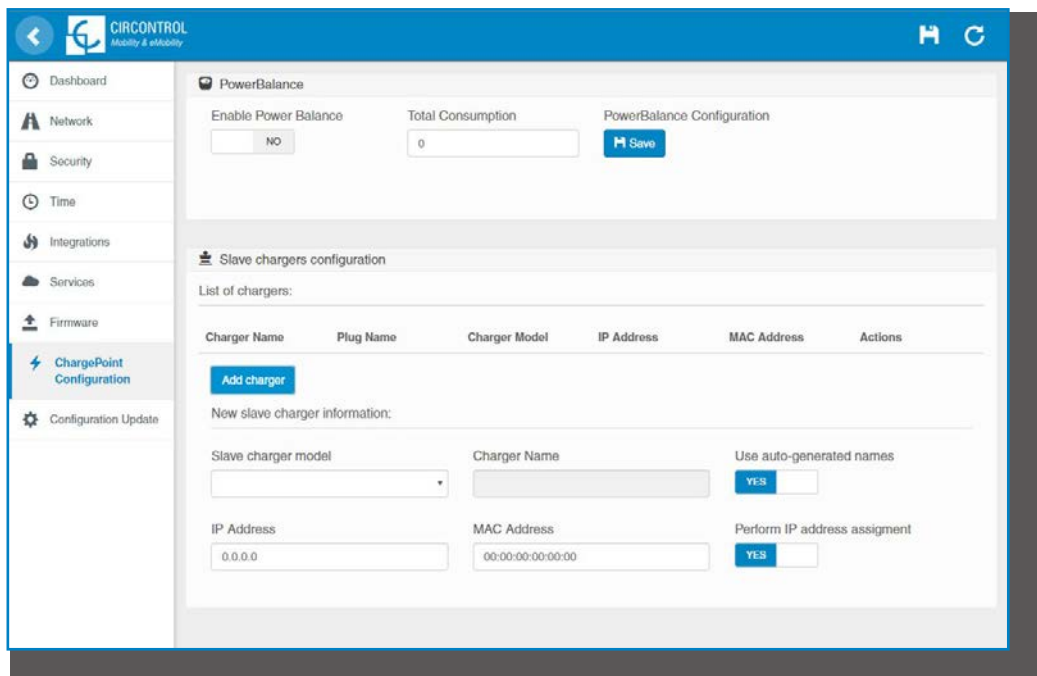 CIRCONTROL
Mobility & eMobility
Dashboard
Network
Security
Time
Integrations
Services
Firmware
ChargePoint
Configuration
Configuration Update
PowerBalance
Enable Power Balance Total Consumption PowerBalance Configuration
NO 0 Save
Slave chargers configuration
List of chargers:
Charger Name Plug Name Charger Model IP Address MAC Address Actions
Add charger
New slave charger information:
Slave charger model Charger Name Use auto-generated names
YES
IP Address MAC Address Perform IP address assigment
0.0.0.0 00:00:00:00:00:00 YES